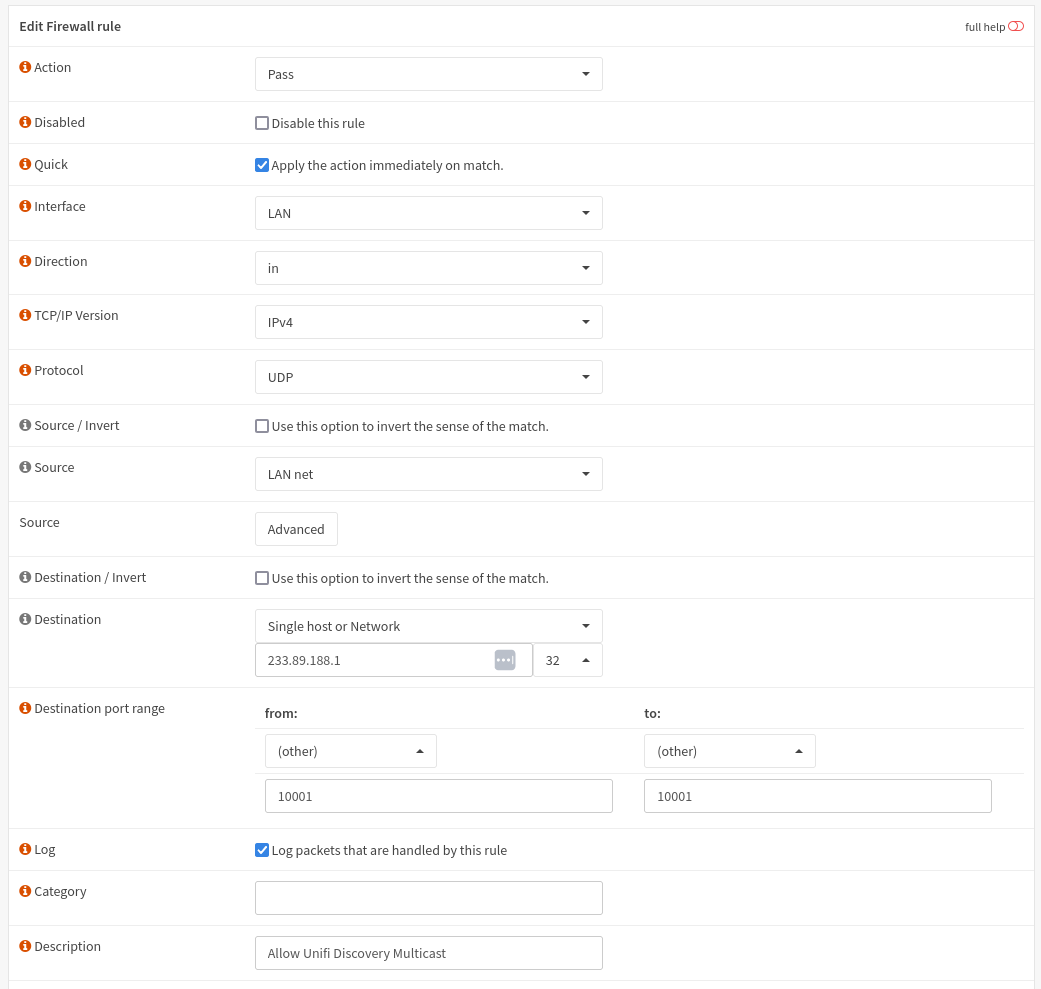 Edit Firewall rule
full help
Action
Pass
Disabled
Disable this rule
Quick
Apply the action immediately on match.
Interface
LAN
Direction
in
TCP/IP Version
IPv4
Protocol
UDP
Source / Invert
Use this option to invert the sense of the match.
Source
LAN net
Source
Advanced
Destination / Invert
Use this option to invert the sense of the match.
Destination
Single host or Network
233.89.188.1
32
Destination port range
from:
to:
(other)
(other)
10001
10001
Log
Log packets that are handled by this rule
Category
Description
Allow Unifi Discovery Multicast